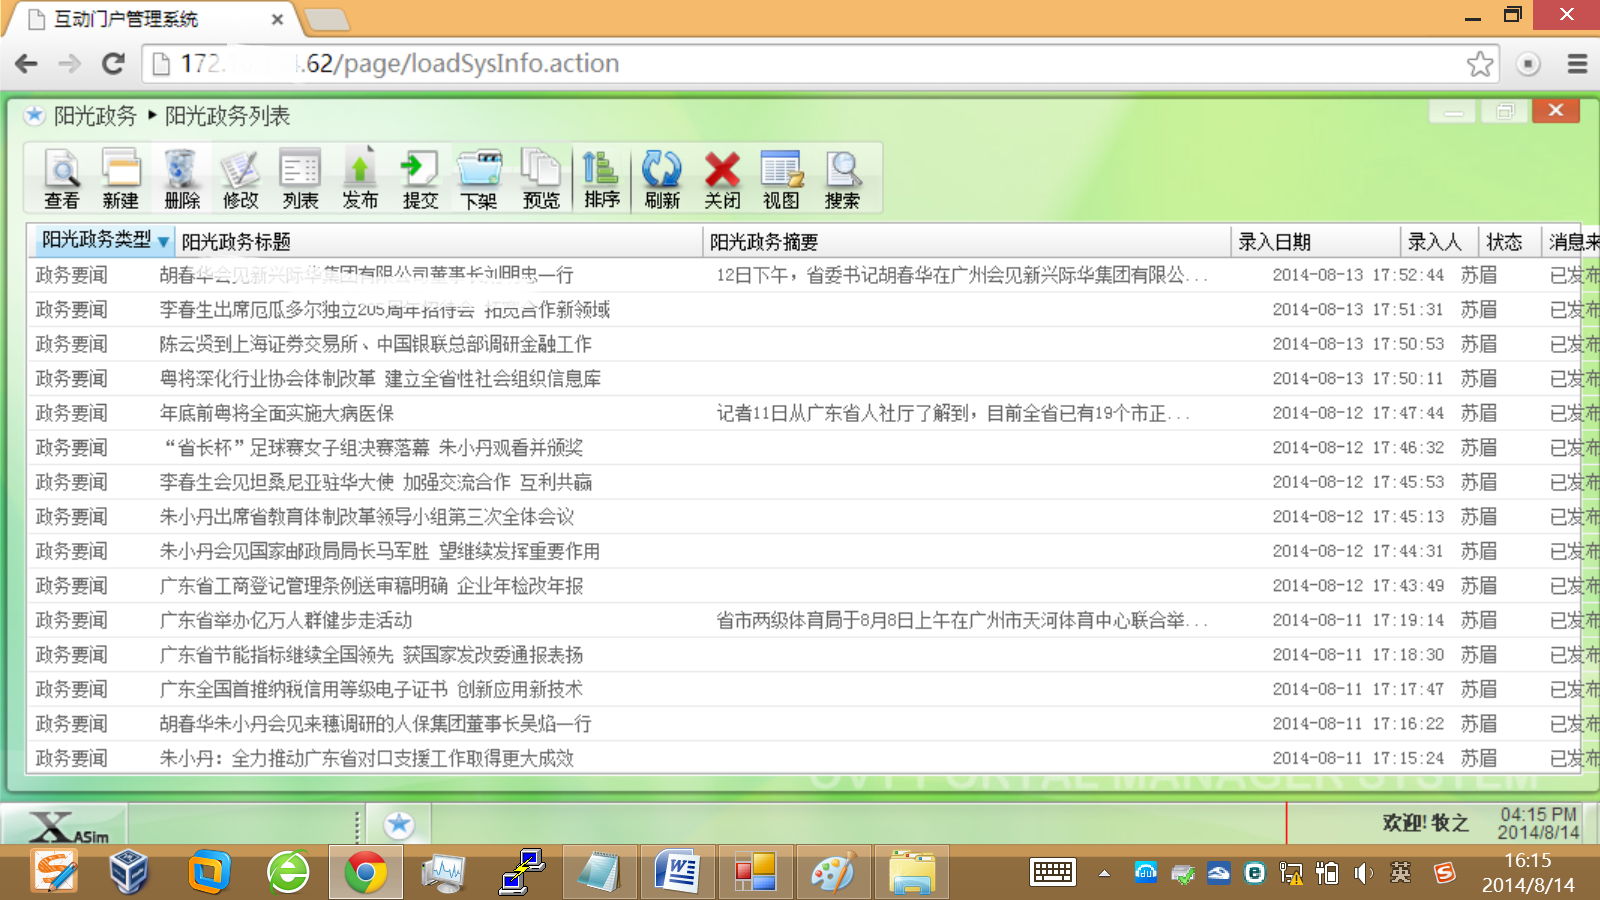 互动门户管理系统
172. .62/page/loadSysInfo.action
阳光政务 ▸ 阳光政务列表
查看 新建 删除 修改 列表 发布 提交 下架 预览 排序 刷新 关闭 视图 搜索
阳光政务类型 阳光政务标题 阳光政务摘要 录入日期 录入人 状态 消息来
政务要闻 胡春华会见新兴际华集团有限公司董事长刘明忠一行 12日下午，省委书记胡春华在广州会见新兴际华集团有限公... 2014-08-13 17:52:44 苏眉 已发布
政务要闻 李春生出席厄瓜多尔独立205周年招待会 拓宽合作新领域 2014-08-13 17:51:31 苏眉 已发布
政务要闻 陈云贤到上海证券交易所、中国银联总部调研金融工作 2014-08-13 17:50:53 苏眉 已发布
政务要闻 粤将深化行业协会体制改革 建立全省性社会组织信息库 2014-08-13 17:50:11 苏眉 已发布
政务要闻 年底前粤将全面实施大病医保 记者11日从广东省人社厅了解到，目前全省已有19个市正... 2014-08-12 17:47:44 苏眉 已发布
政务要闻 “省长杯”足球赛女子组决赛落幕 朱小丹观看并颁奖 2014-08-12 17:46:32 苏眉 已发布
政务要闻 李春生会见坦桑尼亚驻华大使 加强交流合作 互利共赢 2014-08-12 17:45:53 苏眉 已发布
政务要闻 朱小丹出席省教育体制改革领导小组第三次全体会议 2014-08-12 17:45:13 苏眉 已发布
政务要闻 朱小丹会见国家邮政局局长马军胜 望继续发挥重要作用 2014-08-12 17:44:31 苏眉 已发布
政务要闻 广东省工商登记管理条例送审稿明确 企业年检改年报 2014-08-12 17:43:49 苏眉 已发布
政务要闻 广东省举办亿万人群健步走活动 省市两级体育局于8月8日上午在广州市天河体育中心联合举... 2014-08-11 17:19:14 苏眉 已发布
政务要闻 广东省节能指标继续全国领先 获国家发改委通报表扬 2014-08-11 17:18:30 苏眉 已发布
政务要闻 广东全国首推纳税信用等级电子证书 创新应用新技术 2014-08-11 17:17:47 苏眉 已发布
政务要闻 胡春华朱小丹会见来穗调研的人保集团董事长吴焰一行 2014-08-11 17:16:22 苏眉 已发布
政务要闻 朱小丹：全力推动广东省对口支援工作取得更大成效 2014-08-11 17:15:24 苏眉 已发布
PORTAL MANAGER SYSTEM
X ASim 欢迎!牧之 04:15 PM
2014/8/14
英 16:15
2014/8/14